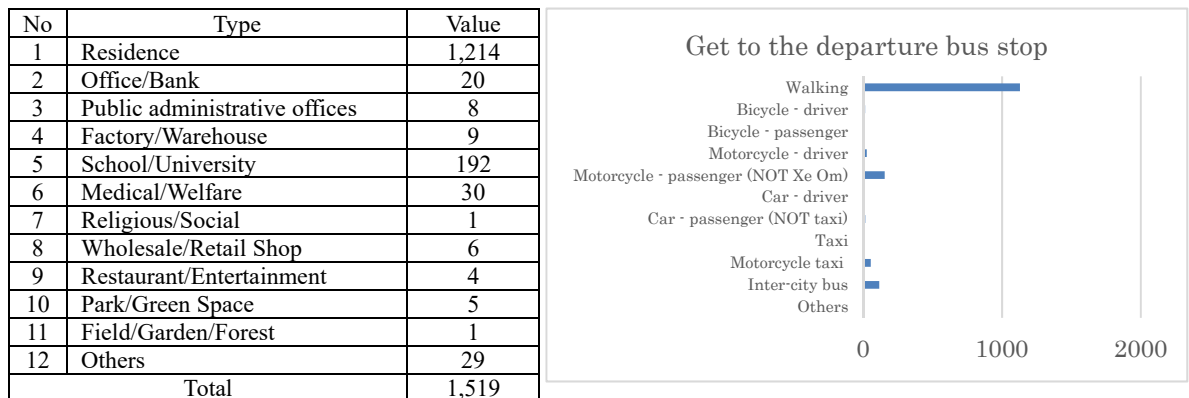 No Type Value
1 Residence 1,214
2 Office/Bank 20
3 Public administrative offices 8
4 Factory/Warehouse 9
5 School/University 192
6 Medical/Welfare 30
7 Religious/Social 1
8 Wholesale/Retail Shop 6
9 Restaurant/Entertainment 4
10 Park/Green Space 5
11 Field/Garden/Forest 1
12 Others 29
Total 1,519
Get to the departure bus stop
Walking
Bicycle - driver
Bicycle - passenger
Motorcycle - driver
Motorcycle - passenger (NOT Xe Om)
Car - driver
Car - passenger (NOT taxi)
Taxi
Motorcycle taxi
Inter-city bus
Others
0 1000 2000